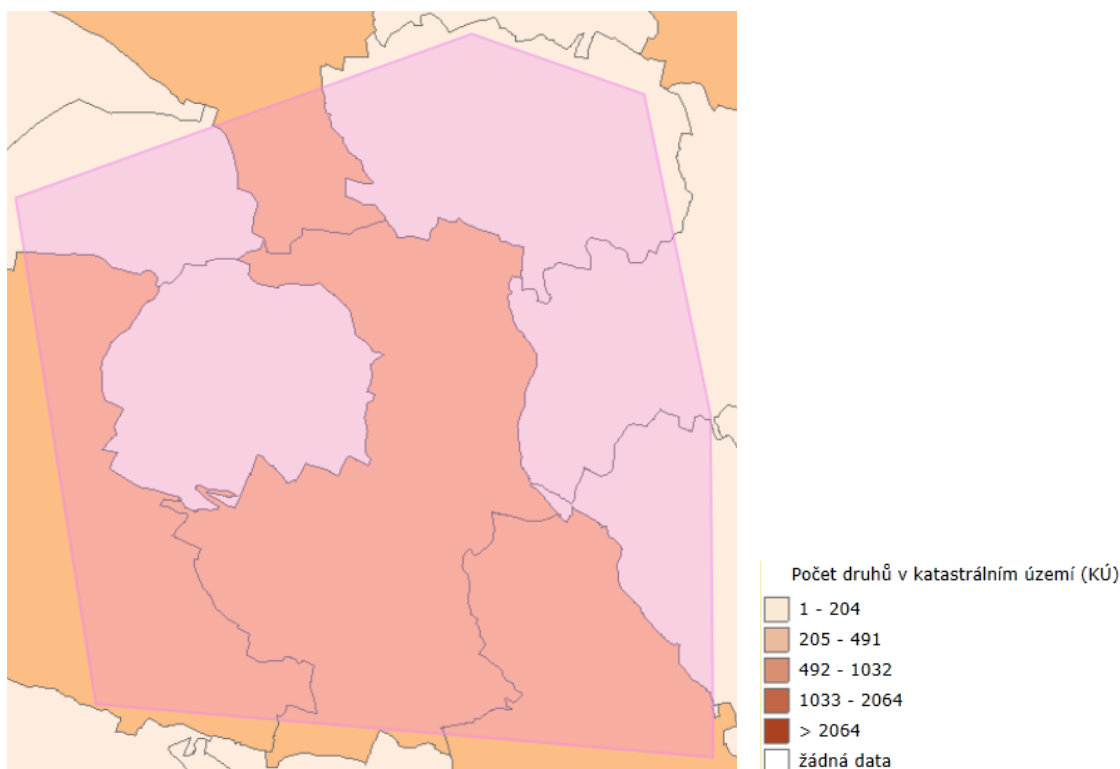 Počet druhů v katastrálním území (KÚ)
1 - 204
205 - 491
492 - 1032
1033 - 2064
> 2064
žádná data